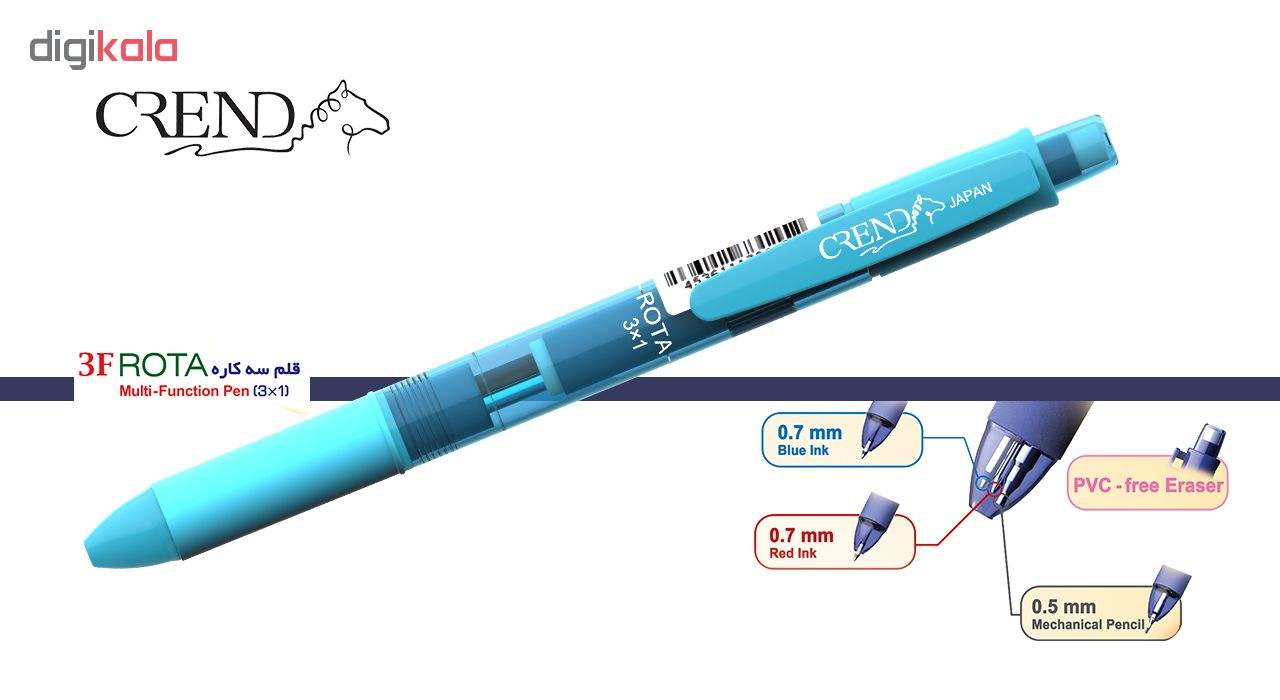 digikala
CREND
CREND JAPAN
ROTA
3×1
3F ROTA قلم سه کاره
Multi-Function Pen (3×1)
0.7 mm
Blue Ink
PVC - free Eraser
0.7 mm
Red Ink
0.5 mm
Mechanical Pencil